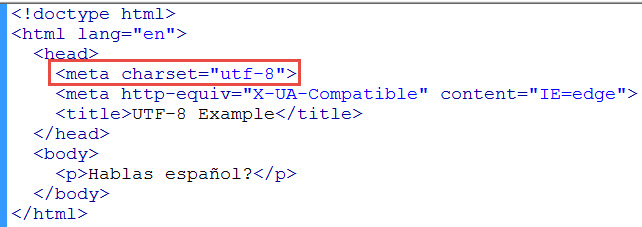 <!doctype html>
<html lang="en">
<head>
<meta charset="utf-8">
<meta http-equiv="X-UA-Compatible" content="IE=edge">
<title>UTF-8 Example</title>
</head>
<body>
<p>Hablas español?</p>
</body>
</html>